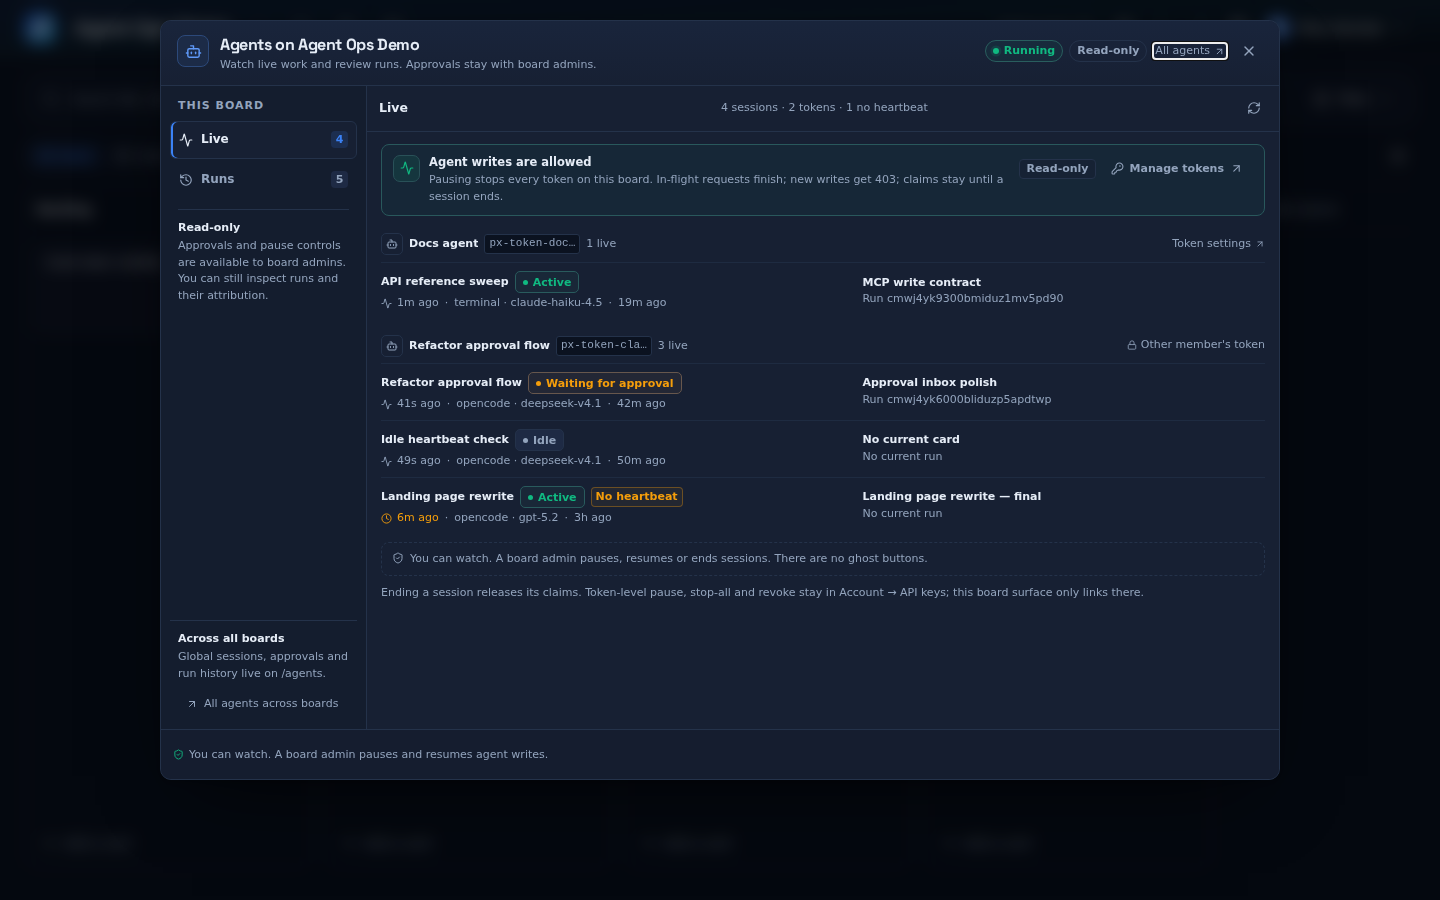 Agents on Agent Ops Demo
Watch live work and review runs. Approvals stay with board admins.
Running
Read-only
All agents
THIS BOARD
Live 4
Runs 5
Read-only
Approvals and pause controls
are available to board admins.
You can still inspect runs and
their attribution.
Across all boards
Global sessions, approvals and
run history live on /agents.
All agents across boards
Live
4 sessions · 2 tokens · 1 no heartbeat
Agent writes are allowed
Pausing stops every token on this board. In-flight requests finish; new writes get 403; claims stay until a
session ends.
Read-only
Manage tokens
Docs agent px-token-doc… 1 live
Token settings
API reference sweep Active
1m ago · terminal · claude-haiku-4.5 · 19m ago
MCP write contract
Run cmwj4yk9300bmiduz1mv5pd90
Refactor approval flow px-token-cla… 3 live
Other member's token
Refactor approval flow Waiting for approval
41s ago · opencode · deepseek-v4.1 · 42m ago
Approval inbox polish
Run cmwj4yk6000bliduzp5apdtwp
Idle heartbeat check Idle
49s ago · opencode · deepseek-v4.1 · 50m ago
No current card
No current run
Landing page rewrite Active No heartbeat
6m ago · opencode · gpt-5.2 · 3h ago
Landing page rewrite — final
No current run
You can watch. A board admin pauses, resumes or ends sessions. There are no ghost buttons.
Ending a session releases its claims. Token-level pause, stop-all and revoke stay in Account → API keys; this board surface only links there.
You can watch. A board admin pauses and resumes agent writes.